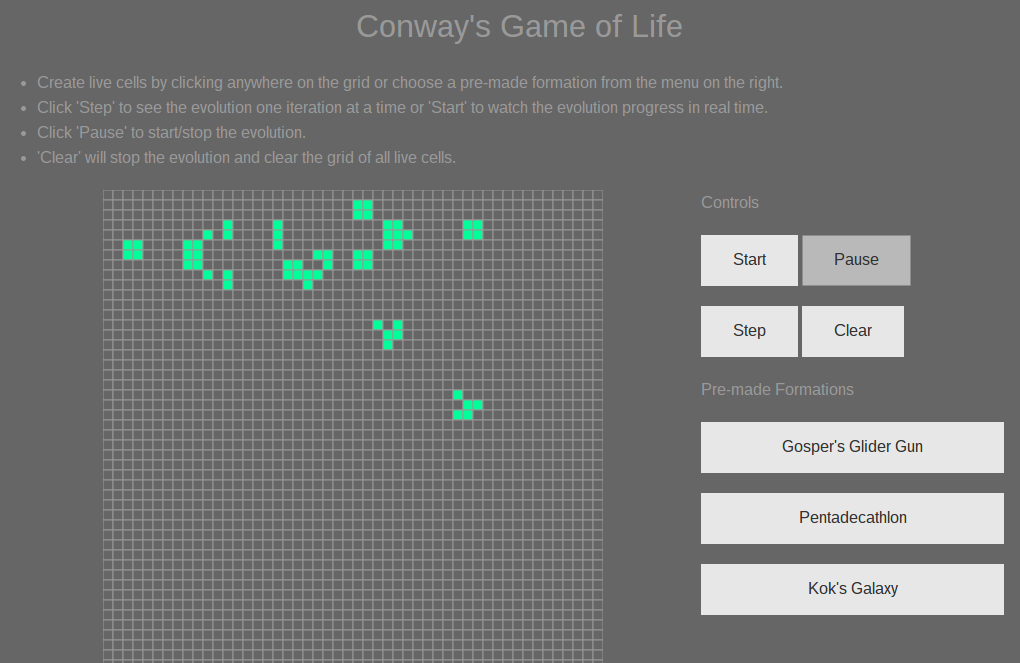 Conway's Game of Life
Create live cells by clicking anywhere on the grid or choose a pre-made formation from the menu on the right.
Click 'Step' to see the evolution one iteration at a time or 'Start' to watch the evolution progress in real time.
Click 'Pause' to start/stop the evolution.
'Clear' will stop the evolution and clear the grid of all live cells.
Controls
Start Pause
Step Clear
Pre-made Formations
Gosper's Glider Gun
Pentadecathlon
Kok's Galaxy